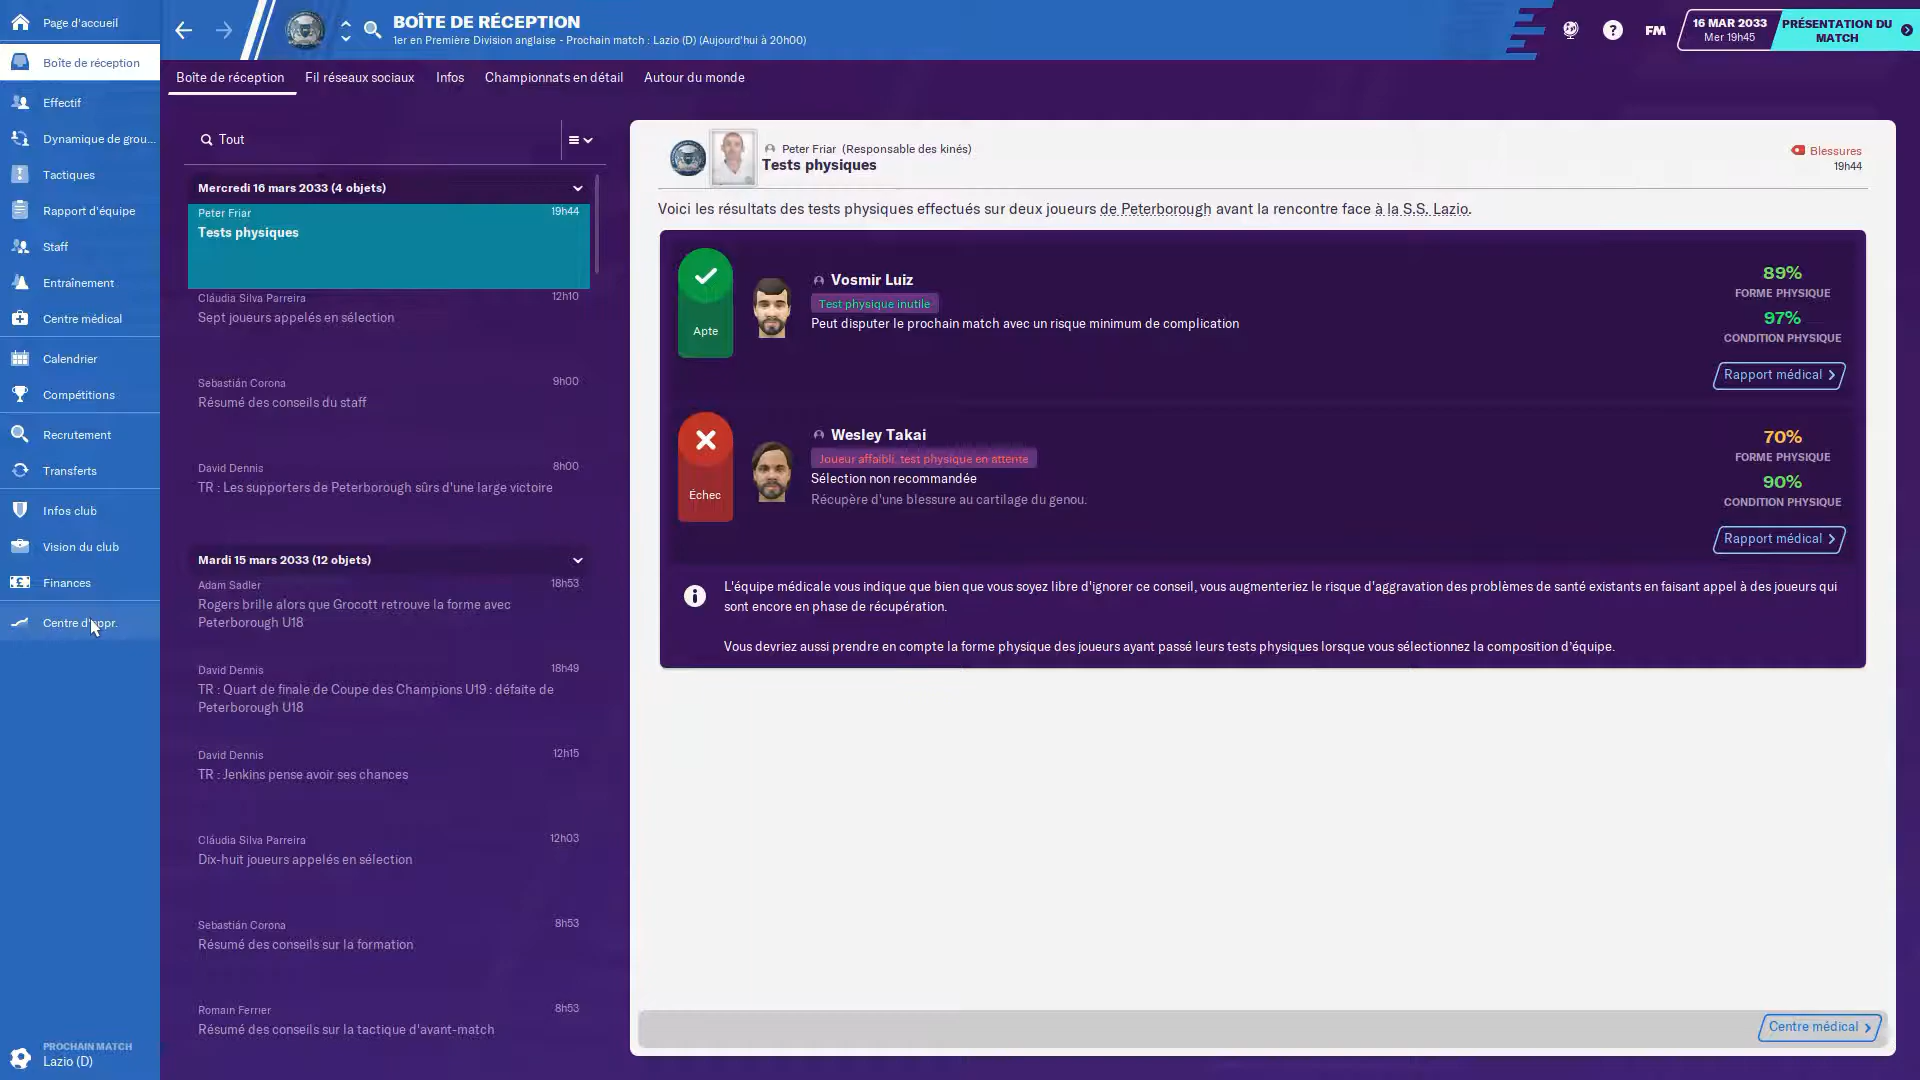 Page d'accueil
Boîte de réception
Effectif
Dynamique de grou...
Tactiques
Rapport d'équipe
Staff
Entraînement
Centre médical
Calendrier
Compétitions
Recrutement
Transferts
Infos club
Vision du club
Finances
Centre d'appr.
PROCHAIN MATCH
Lazio (D)
BOÎTE DE RÉCEPTION
1er en Première Division anglaise - Prochain match : Lazio (D) (Aujourd'hui à 20h00)
FM
16 MAR 2033
Mer 19h45
PRÉSENTATION DU
MATCH
Boîte de réception Fil réseaux sociaux Infos Championnats en détail Autour du monde
Tout
Mercredi 16 mars 2033 (4 objets)
Peter Friar 19h44
Tests physiques
Cláudia Silva Parreira 12h10
Sept joueurs appelés en sélection
Sebastián Corona 9h00
Résumé des conseils du staff
David Dennis 8h00
TR : Les supporters de Peterborough sûrs d'une large victoire
Mardi 15 mars 2033 (12 objets)
Adam Sadler 18h53
Rogers brille alors que Grocott retrouve la forme avec
Peterborough U18
David Dennis 18h49
TR : Quart de finale de Coupe des Champions U19 : défaite de
Peterborough U18
David Dennis 12h15
TR : Jenkins pense avoir ses chances
Cláudia Silva Parreira 12h03
Dix-huit joueurs appelés en sélection
Sebastián Corona 8h53
Résumé des conseils sur la formation
Romain Ferrier 8h53
Résumé des conseils sur la tactique d'avant-match
Peter Friar (Responsable des kinés)
Tests physiques
Blessures
19h44
Voici les résultats des tests physiques effectués sur deux joueurs de Peterborough avant la rencontre face à la S.S. Lazio.
Apte
Vosmir Luiz
Test physique inutile
Peut disputer le prochain match avec un risque minimum de complication
89%
FORME PHYSIQUE
97%
CONDITION PHYSIQUE
Rapport médical
Échec
Wesley Takai
Joueur affaibli, test physique en attente
Sélection non recommandée
Récupère d'une blessure au cartilage du genou.
70%
FORME PHYSIQUE
90%
CONDITION PHYSIQUE
Rapport médical
L'équipe médicale vous indique que bien que vous soyez libre d'ignorer ce conseil, vous augmenteriez le risque d'aggravation des problèmes de santé existants en faisant appel à des joueurs qui
sont encore en phase de récupération.
Vous devriez aussi prendre en compte la forme physique des joueurs ayant passé leurs tests physiques lorsque vous sélectionnez la composition d'équipe.
Centre médical